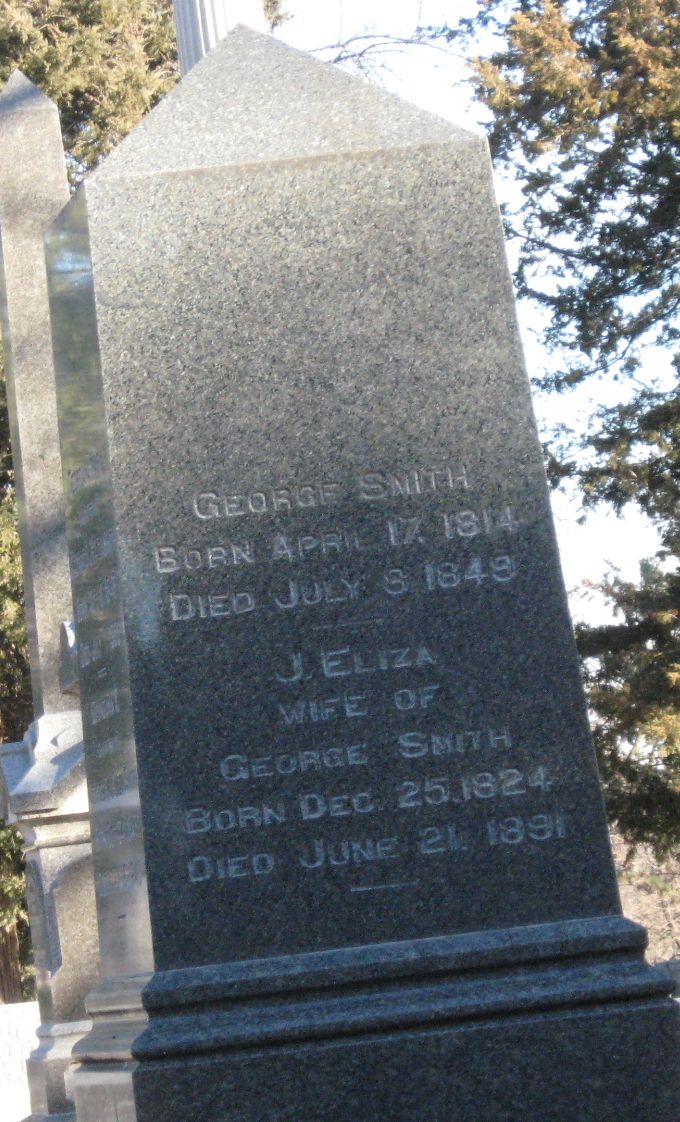 GEORGE SMITH
BORN APRIL 17, 1814
DIED JULY 8 1849
J. ELIZA
WIFE OF
GEORGE SMITH
BORN DEC. 25, 1824
DIED JUNE 21, 1891